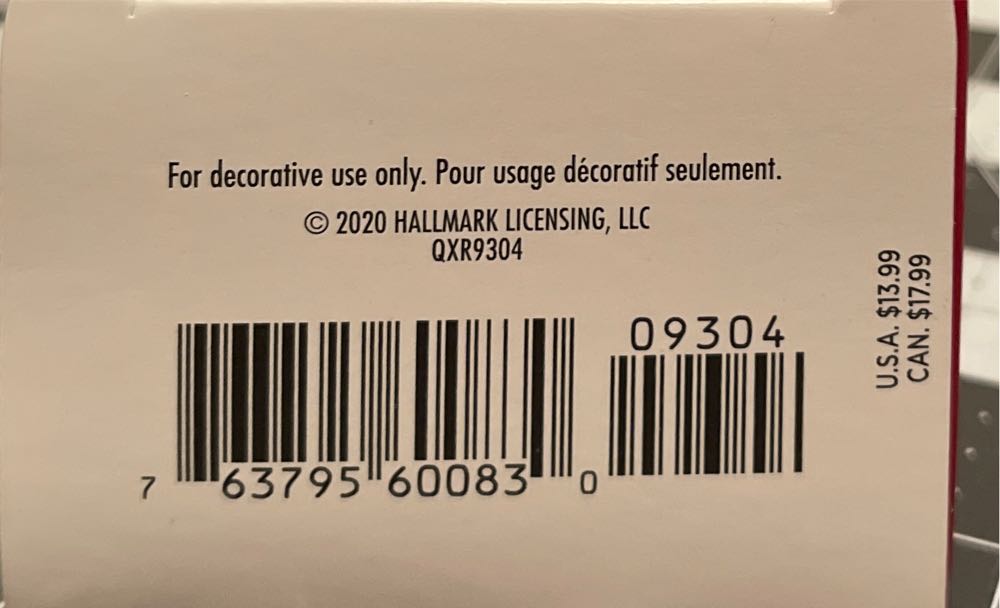 For decorative use only. Pour usage décoratif seulement.
© 2020 HALLMARK LICENSING, LLC
QXR9304
09304
7 63795 60083 0
U.S.A. $13.99
CAN. $17.99